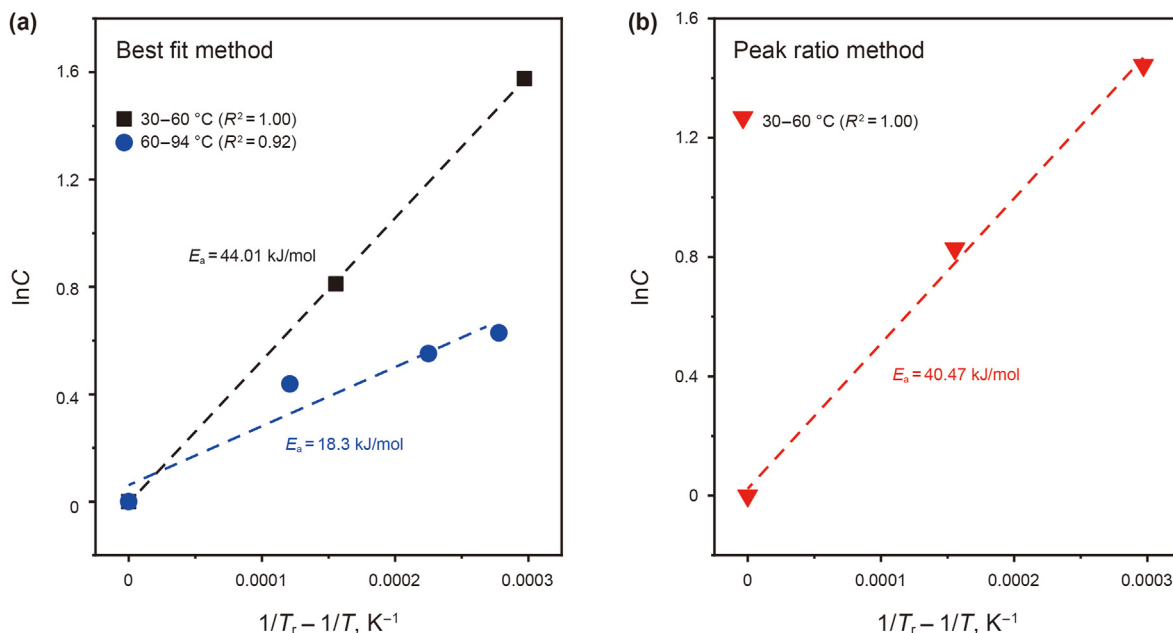 (a)
Best fit method
30–60 °C (R² = 1.00)
60–94 °C (R² = 0.92)
Eₐ = 44.01 kJ/mol
Eₐ = 18.3 kJ/mol
1.6
1.2
0.8
0.4
0
lnC
0
0.0001
0.0002
0.0003
1/Tᵣ – 1/T, K⁻¹
(b)
Peak ratio method
30–60 °C (R² = 1.00)
Eₐ = 40.47 kJ/mol
1.6
1.2
0.8
0.4
0
lnC
0
0.0001
0.0002
0.0003
1/Tᵣ – 1/T, K⁻¹